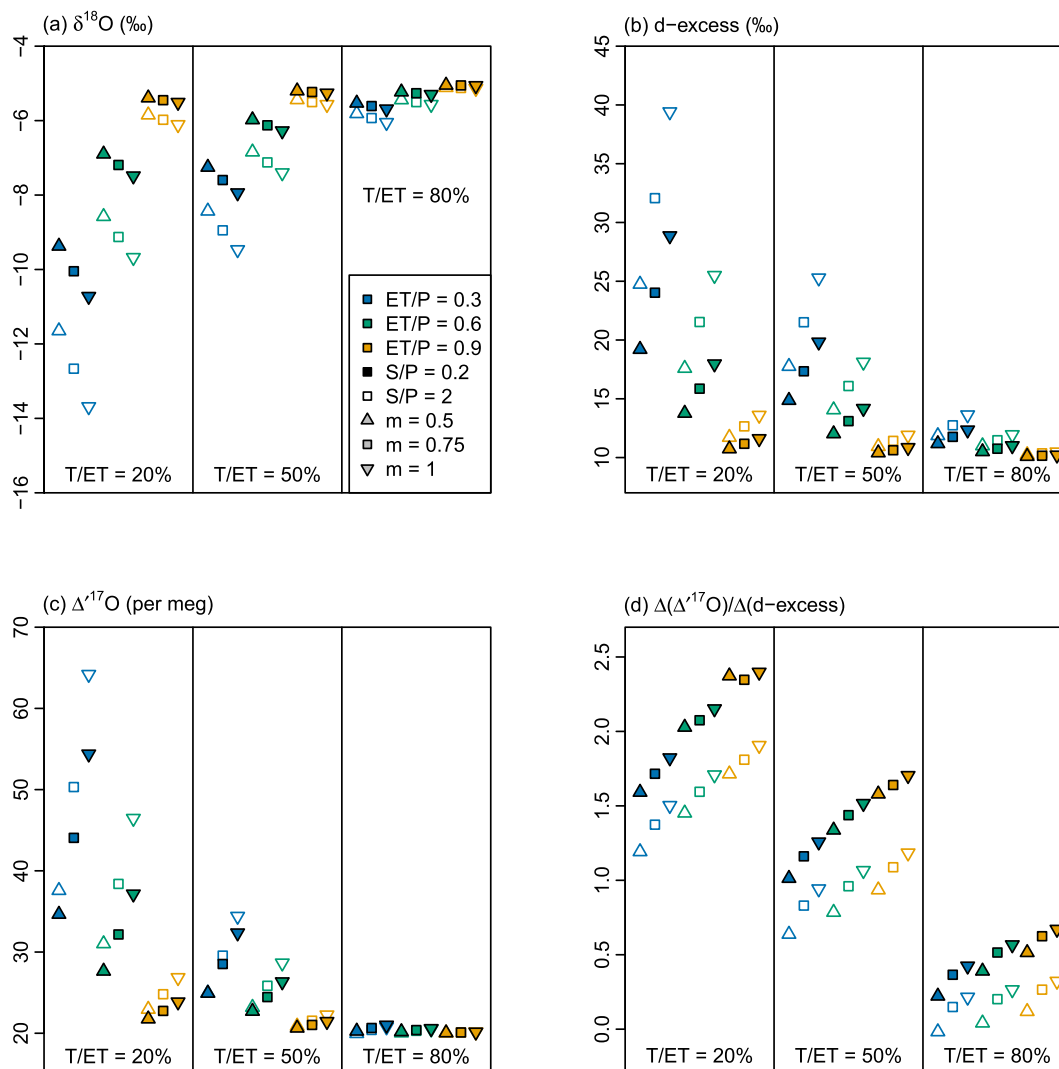 (a) δ¹⁸O (‰)
−4
−6
−8
−10
−12
−14
−16
T/ET = 20%
T/ET = 50%
T/ET = 80%
ET/P = 0.3
ET/P = 0.6
ET/P = 0.9
S/P = 0.2
S/P = 2
m = 0.5
m = 0.75
m = 1
(b) d−excess (‰)
45
40
35
30
25
20
15
10
T/ET = 20%
T/ET = 50%
T/ET = 80%
(c) Δ′¹⁷O (per meg)
70
60
50
40
30
20
T/ET = 20%
T/ET = 50%
T/ET = 80%
(d) Δ(Δ′¹⁷O)/Δ(d−excess)
2.5
2.0
1.5
1.0
0.5
0.0
T/ET = 20%
T/ET = 50%
T/ET = 80%